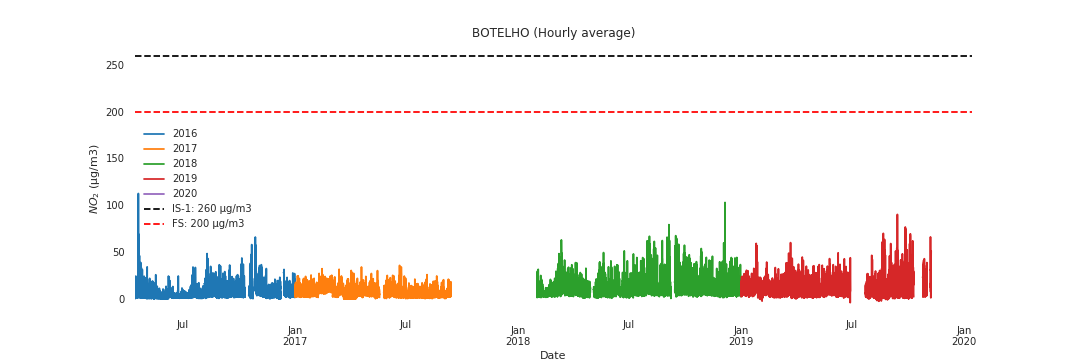 BOTELHO (Hourly average)
250
200
150
100
50
0
NO₂ (µg/m3)
2016
2017
2018
2019
2020
IS-1: 260 µg/m3
FS: 200 µg/m3
Jul
Jan
2017
Jul
Jan
2018
Jul
Jan
2019
Jul
Jan
2020
Date